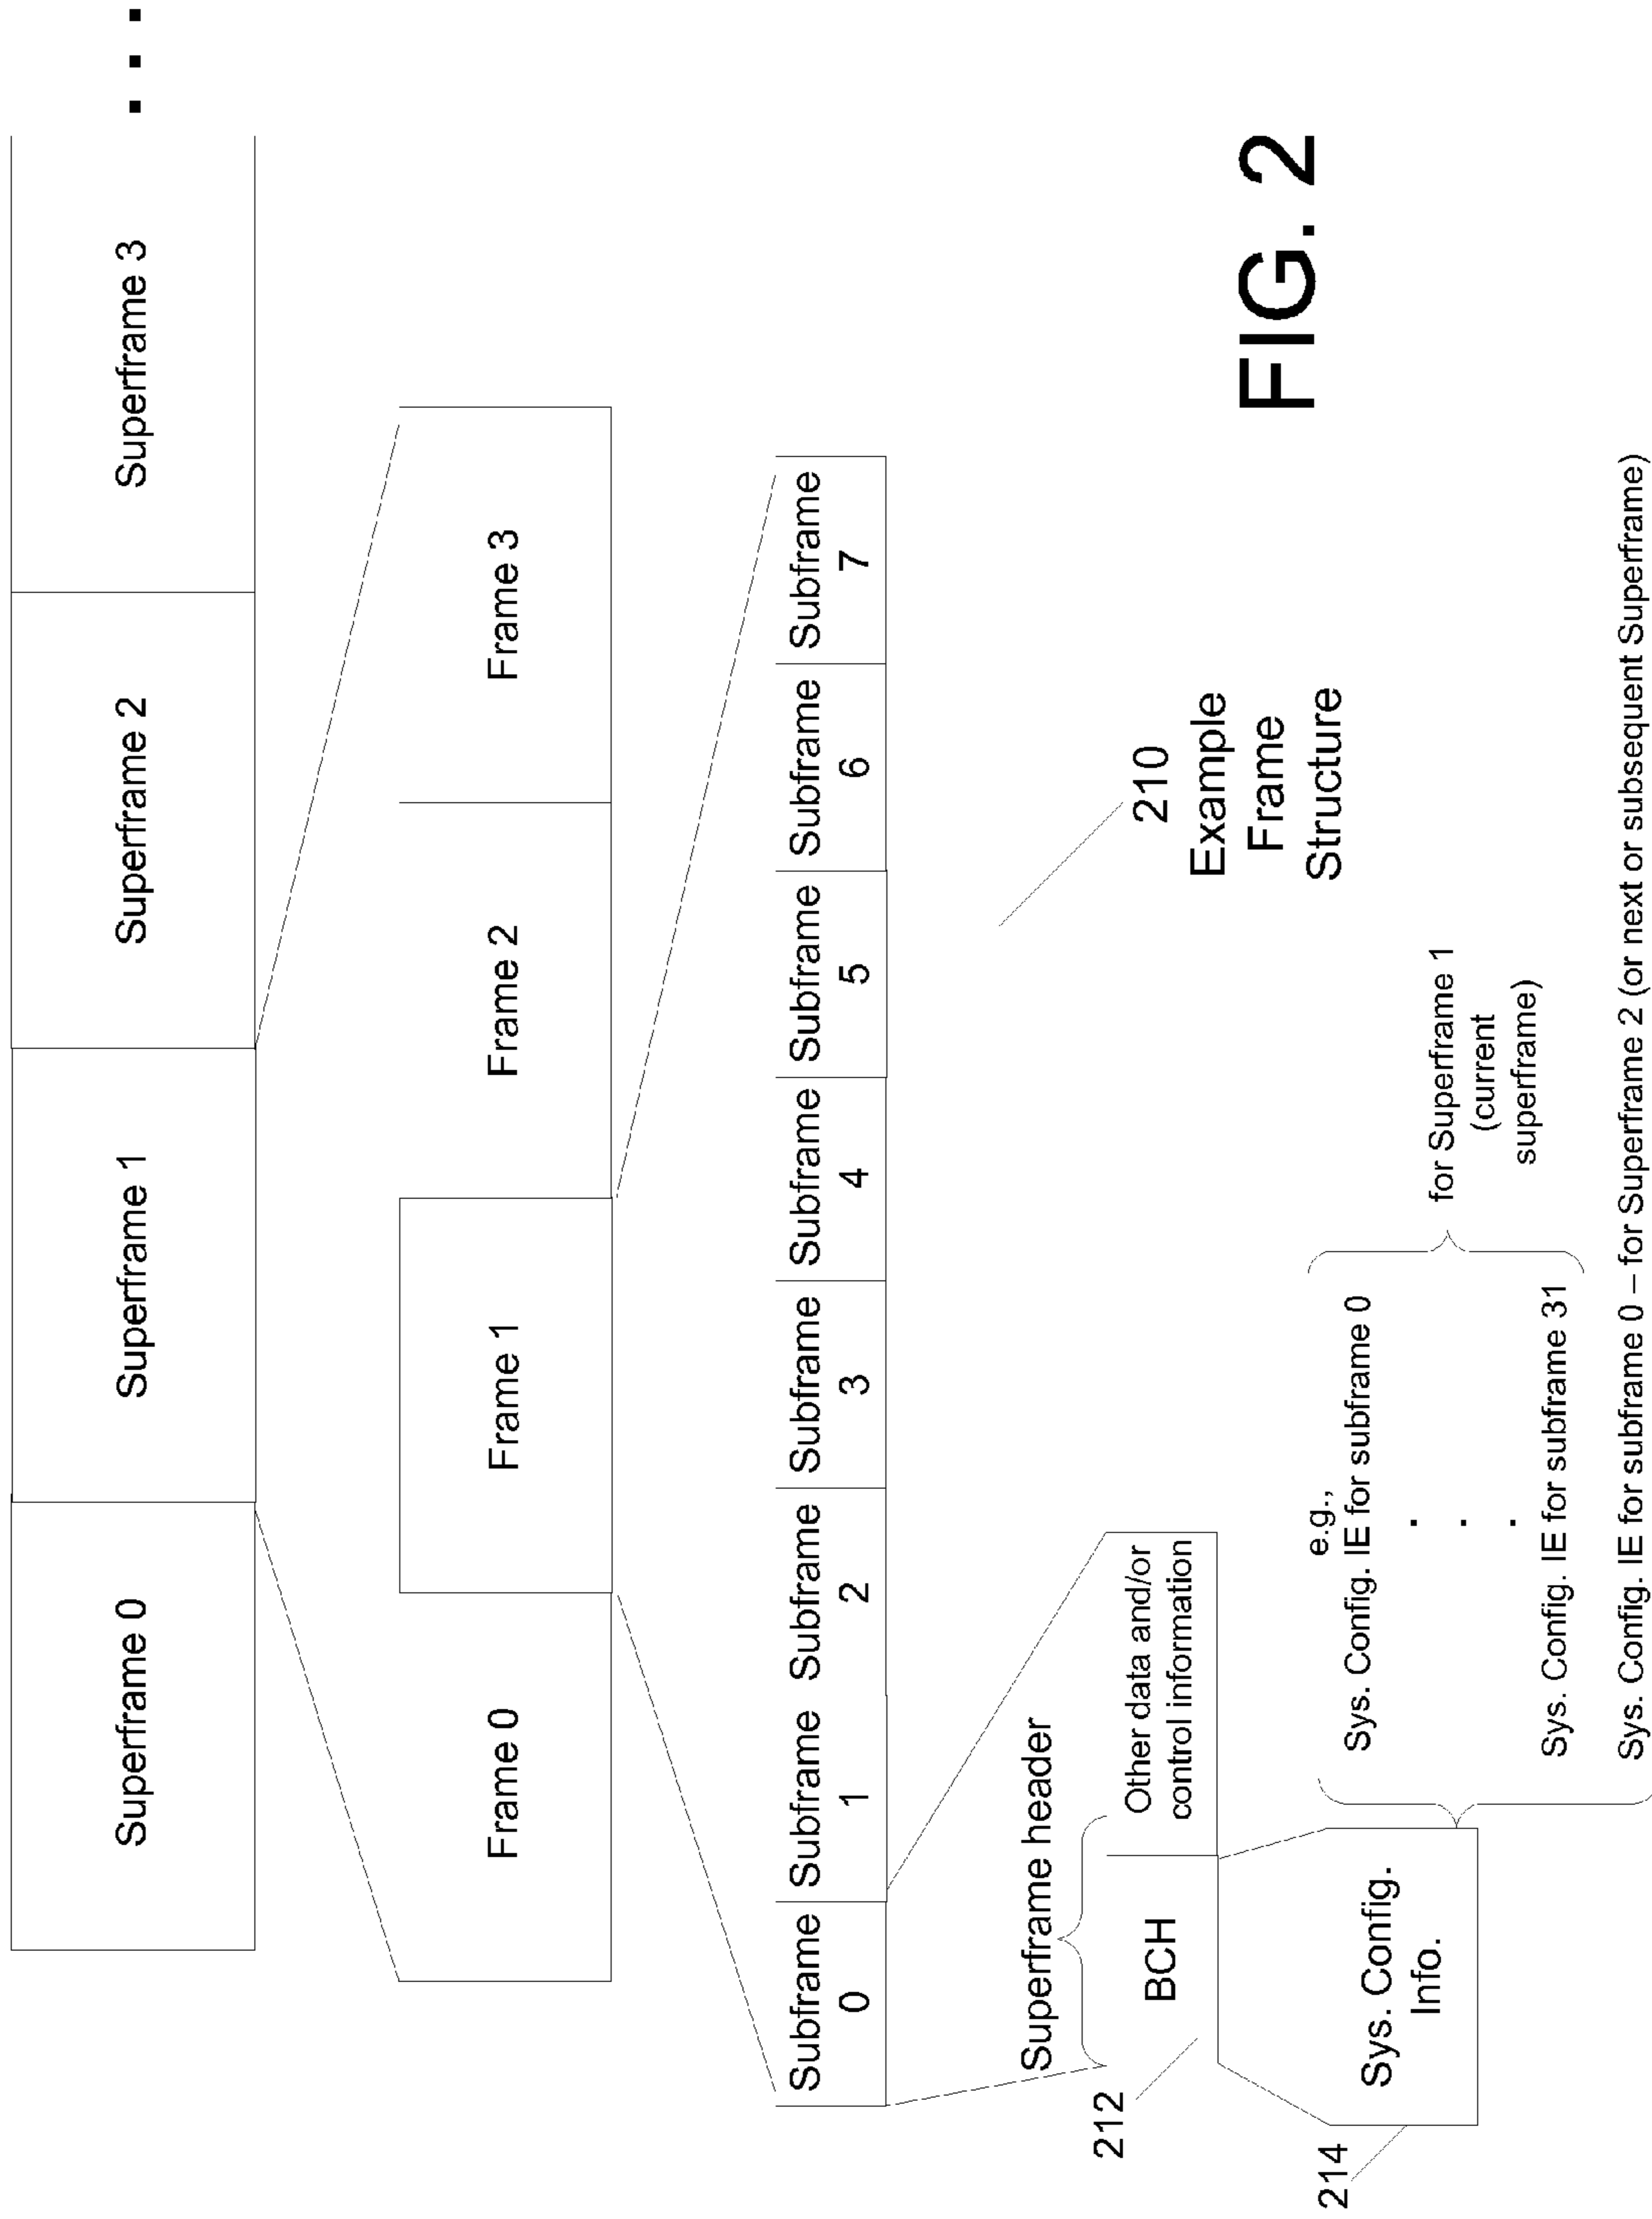 Superframe 0
Superframe 1
Superframe 2
Superframe 3
. . .
Frame 0
Frame 1
Frame 2
Frame 3
Subframe
0
Subframe
1
Subframe
2
Subframe
3
Subframe
4
Subframe
5
Subframe
6
Subframe
7
Superframe header
212
BCH
Other data and/or
control information
210
Example
Frame
Structure
214
Sys. Config.
Info.
e.g.,
Sys. Config. IE for subframe 0
. . .
Sys. Config. IE for subframe 31
for Superframe 1
(current
superframe)
Sys. Config. IE for subframe 0 – for Superframe 2 (or next or subsequent Superframe)
FIG. 2